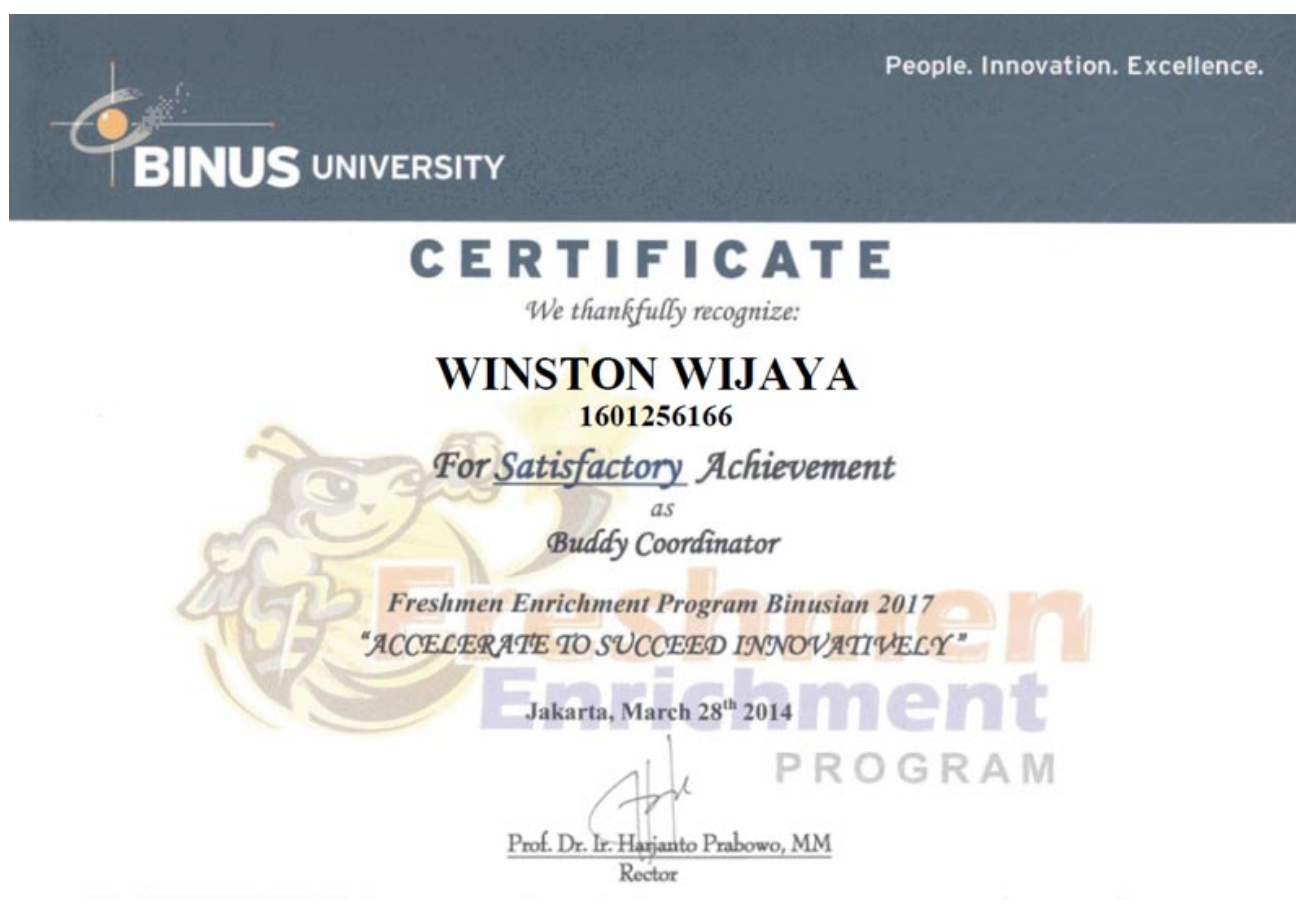 People. Innovation. Excellence.
BINUS UNIVERSITY
CERTIFICATE
We thankfully recognize:
WINSTON WIJAYA
1601256166
For Satisfactory Achievement
as
Buddy Coordinator
Freshmen Enrichment Program Binusian 2017
"ACCELERATE TO SUCCEED INNOVATIVELY"
Jakarta, March 28th 2014
Freshmen
Enrichment
PROGRAM
Prof. Dr. Ir. Harjanto Prabowo, MM
Rector